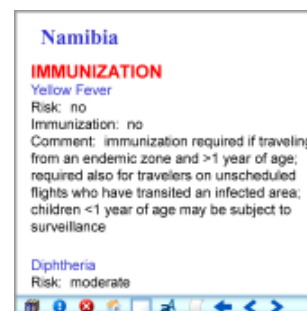 Namibia
IMMUNIZATION
Yellow Fever
Risk: no
Immunization: no
Comment: immunization required if traveling
from an endemic zone and >1 year of age;
required also for travelers on unscheduled
flights who have transited an infected area;
children <1 year of age may be subject to
surveillance
Diphtheria
Risk: moderate